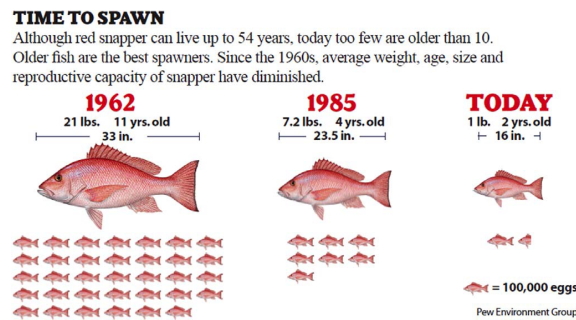 TIME TO SPAWN
Although red snapper can live up to 54 years, today too few are older than 10.
Older fish are the best spawners. Since the 1960s, average weight, age, size and
reproductive capacity of snapper have diminished.
1962
21 lbs. 11 yrs. old
33 in.
1985
7.2 lbs. 4 yrs. old
23.5 in.
TODAY
1 lb. 2 yrs. old
16 in.
= 100,000 eggs
Pew Environment Group